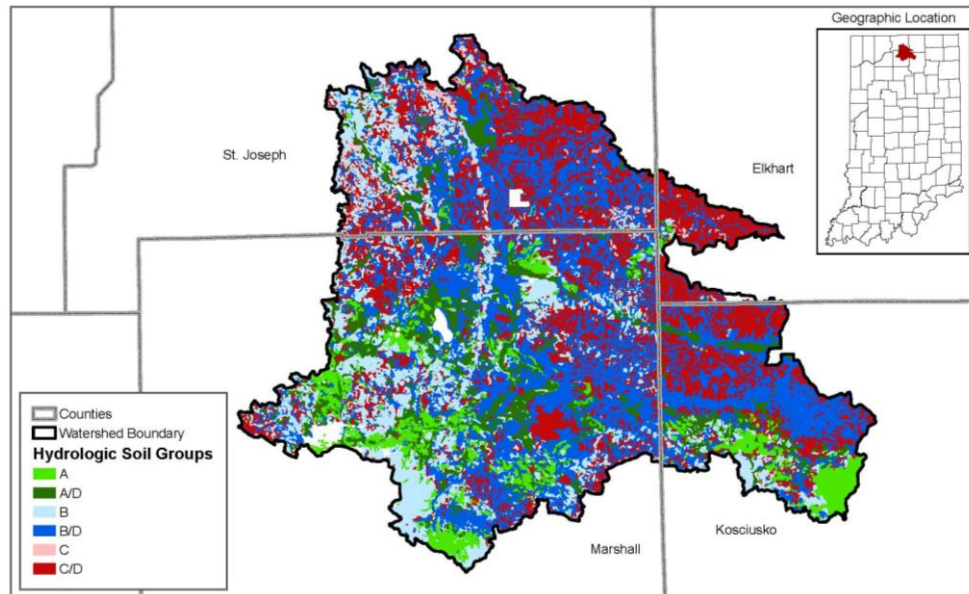 Geographic Location
St. Joseph
Elkhart
Counties
Watershed Boundary
Hydrologic Soil Groups
A
A/D
B
B/D
C
C/D
Kosciusko
Marshall